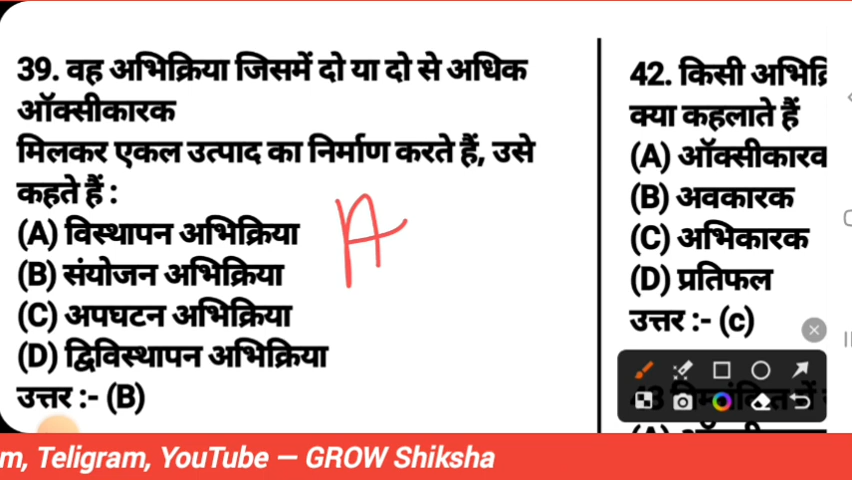 39. वह अभिक्रिया जिसमें दो या दो से अधिक
ऑक्सीकारक
मिलकर एकल उत्पाद का निर्माण करते हैं, उसे
कहते हैं :
(A) विस्थापन अभिक्रिया
(B) संयोजन अभिक्रिया
(C) अपघटन अभिक्रिया
(D) द्विविस्थापन अभिक्रिया
उत्तर :- (B)
A
42. किसी
क्या कहलाते हैं
(A)
(B) अवकारक
(C) अभिकारक
(D) प्रतिफल
उत्तर :- (c)
Teligram, YouTube — GROW Shiksha